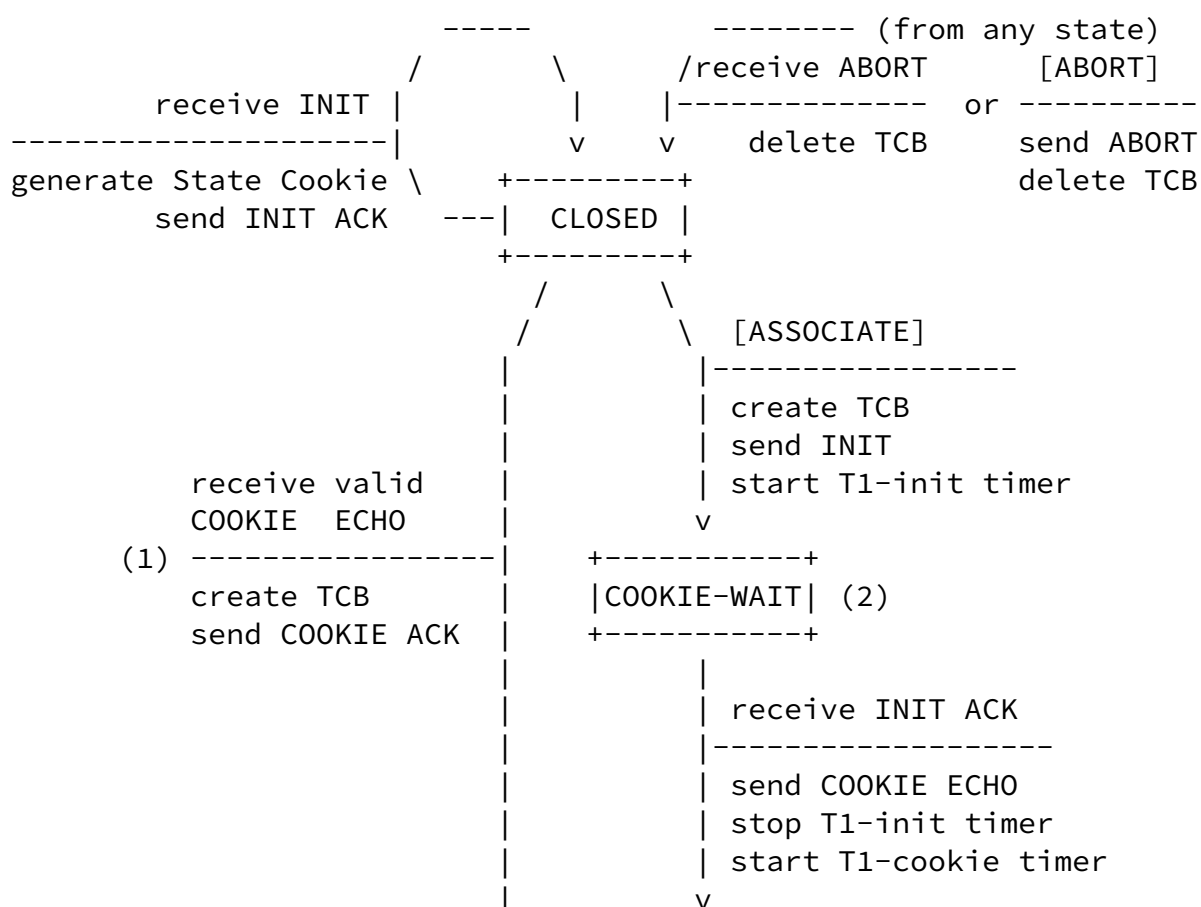 -----          -------- (from any state)
                     /       \      /receive ABORT      [ABORT]
        receive INIT |        |    |--------------  or ----------
---------------------|        v    v    delete TCB     send ABORT
generate State Cookie \    +---------+                 delete TCB
        send INIT ACK   ---|  CLOSED |
                           +---------+
                             /      \
                            /        \  [ASSOCIATE]
                           |          |-----------------
                           |          | create TCB
                           |          | send INIT
          receive valid    |          | start T1-init timer
          COOKIE  ECHO     |          v
      (1) -----------------|    +-----------+
          create TCB       |    |COOKIE-WAIT| (2)
          send COOKIE ACK  |    +-----------+
                           |          |
                           |          | receive INIT ACK
                           |          |-------------------
                           |          | send COOKIE ECHO
                           |          | stop T1-init timer
                           |          | start T1-cookie timer
                           |          v